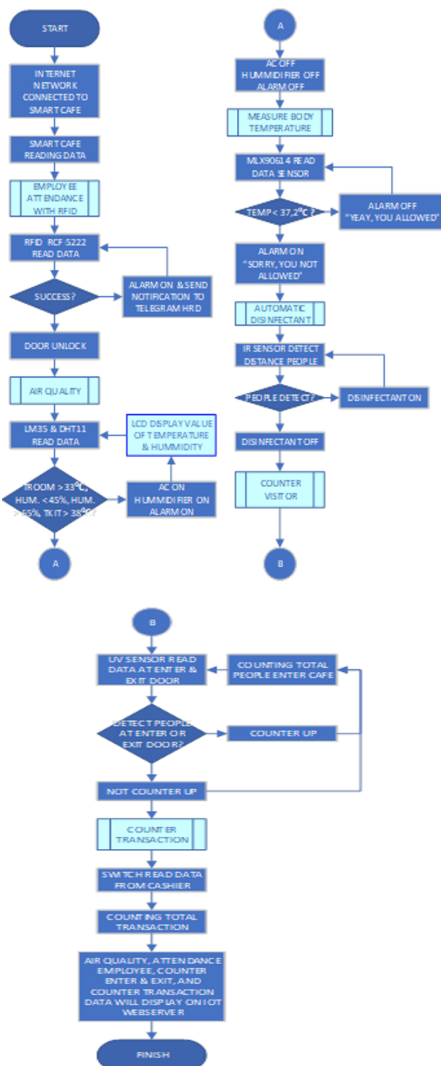 START
INTERNET
NETWORK
CONNECTED TO
SMART CAFE
SMART CAFE
READING DATA
EMPLOYEE
ATTENDANCE
WITH RFID
RFID RCF-5222
READ DATA
SUCCESS?
ALARM ON & SEND
NOTIFICATION TO
TELEGRAM HRD
DOOR UNLOCK
AIR QUALITY
LM35 & DHT11
READ DATA
LCD DISPLAY VALUE
OF TEMPERATURE
& HUMMIDITY
TROOM > 33°C,
HUM. < 45%, HUM.
> 65%, TKIT > 38°C?
AC ON
HUMMIDIFIER ON
ALARM ON
A
A
AC OFF
HUMMIDIFIER OFF
ALARM OFF
MEASURE BODY
TEMPERATURE
MLX90614 READ
DATA SENSOR
TEMP < 37,2°C ?
ALARM OFF
"YEAY, YOU ALLOWED"
ALARM ON
"SORRY, YOU NOT
ALLOWED"
AUTOMATIC
DISINFECTANT
IR SENSOR DETECT
DISTANCE PEOPLE
PEOPLE DETECT?
DISINFECTANT ON
DISINFECTANT OFF
COUNTER
VISITOR
B
B
UV SENSOR READ
DATA AT ENTER &
EXIT DOOR
COUNTING TOTAL
PEOPLE ENTER CAFE
DETECT PEOPLE
AT ENTER OR
EXIT DOOR?
COUNTER UP
NOT COUNTER UP
COUNTER
TRANSACTION
SWITCH READ DATA
FROM CASHIER
COUNTING TOTAL
TRANSACTION
AIR QUALITY, ATTENDANCE
EMPLOYEE, COUNTER
ENTER & EXIT, AND
COUNTER TRANSACTION
DATA WILL DISPLAY ON IOT
WEBSERVER
FINISH